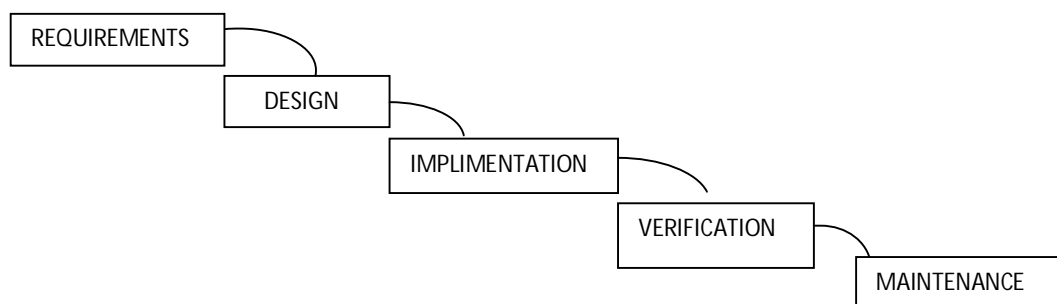 REQUIREMENTS
DESIGN
IMPLIMENTATION
VERIFICATION
MAINTENANCE